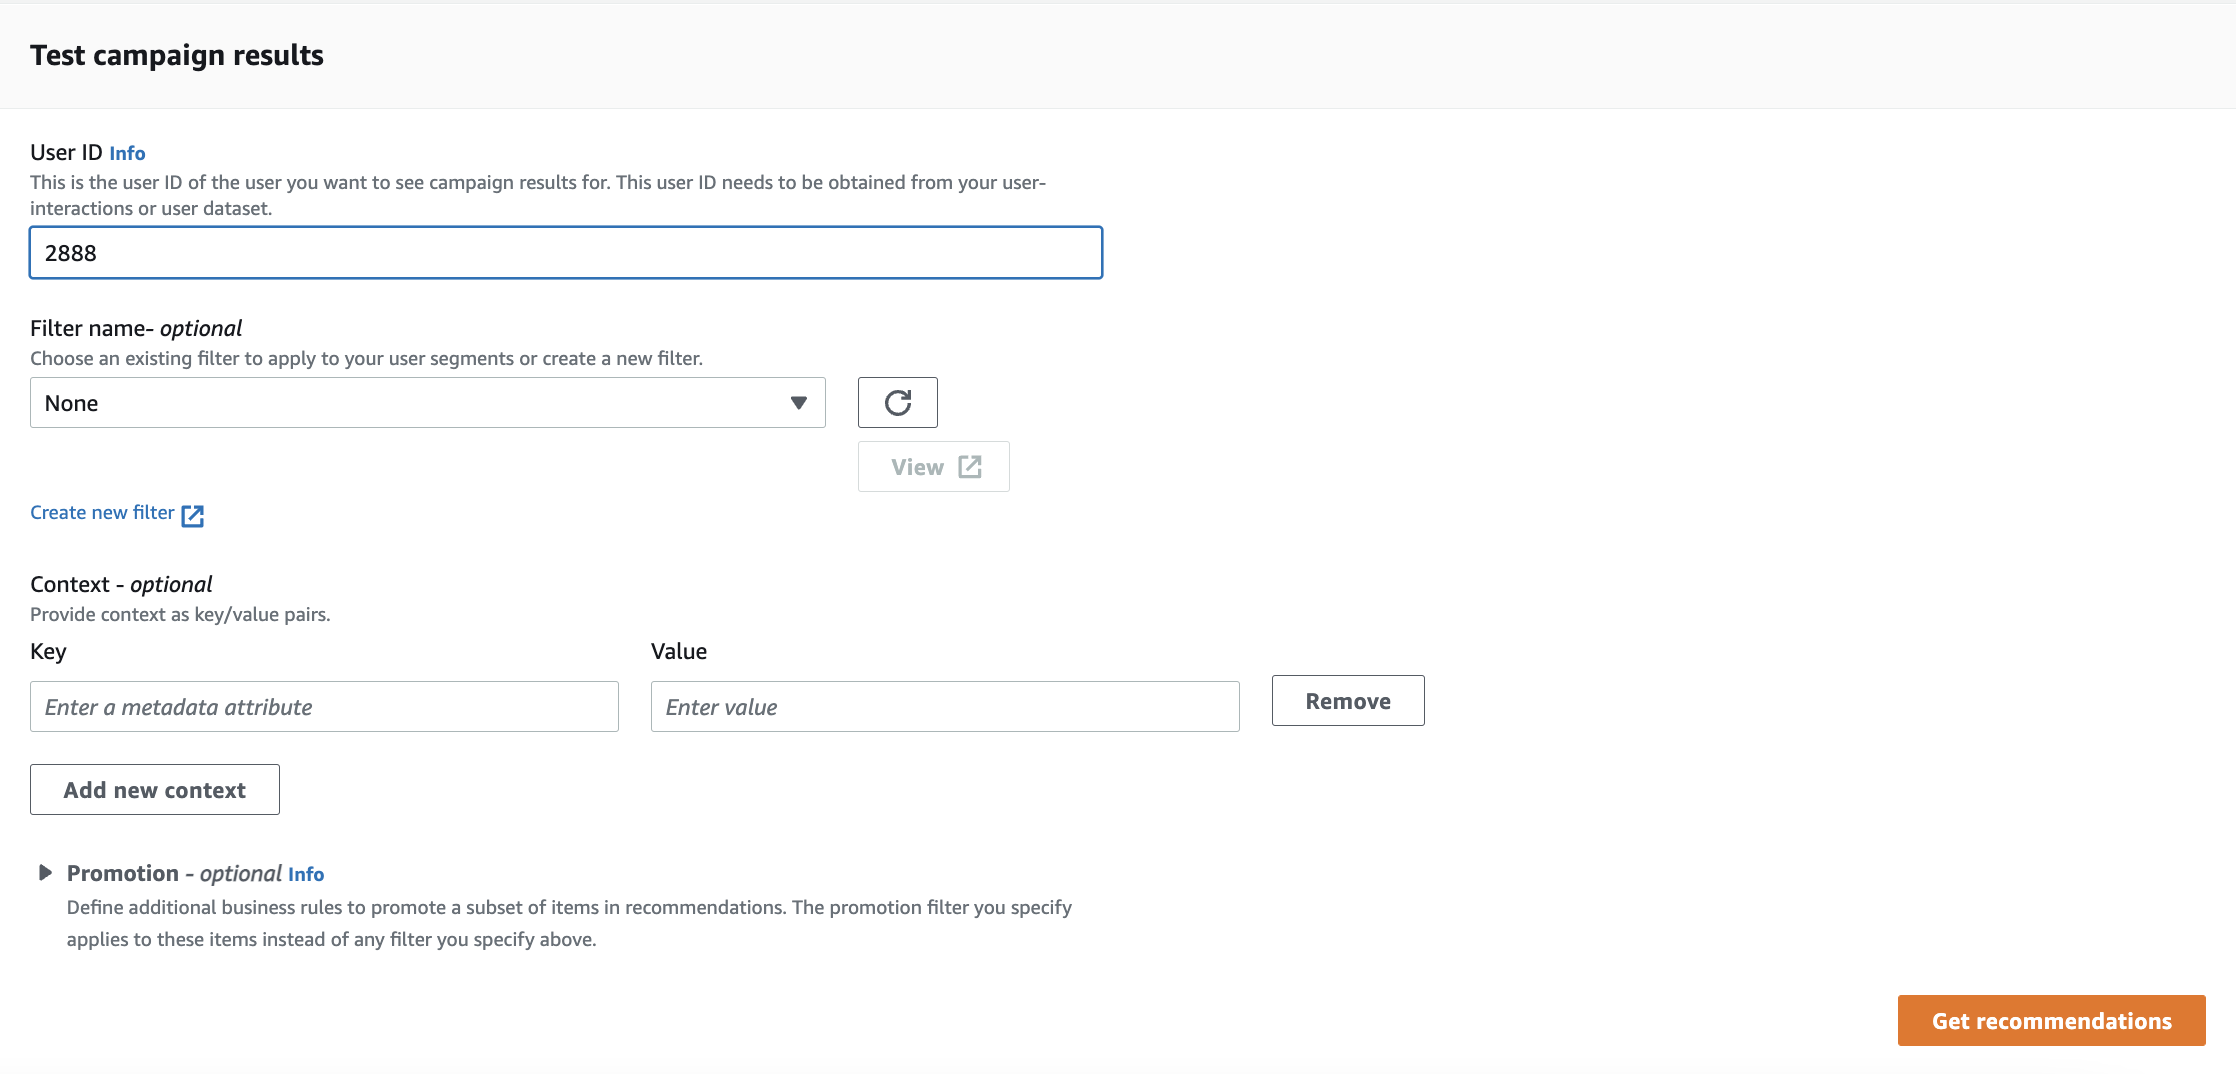 Test campaign results
User ID Info
This is the user ID of the user you want to see campaign results for. This user ID needs to be obtained from your user-
interactions or user dataset.
2888
Filter name- optional
Choose an existing filter to apply to your user segments or create a new filter.
None
View
Create new filter
Context - optional
Provide context as key/value pairs.
Key
Value
Enter a metadata attribute
Enter value
Remove
Add new context
Promotion - optional Info
Define additional business rules to promote a subset of items in recommendations. The promotion filter you specify
applies to these items instead of any filter you specify above.
Get recommendations